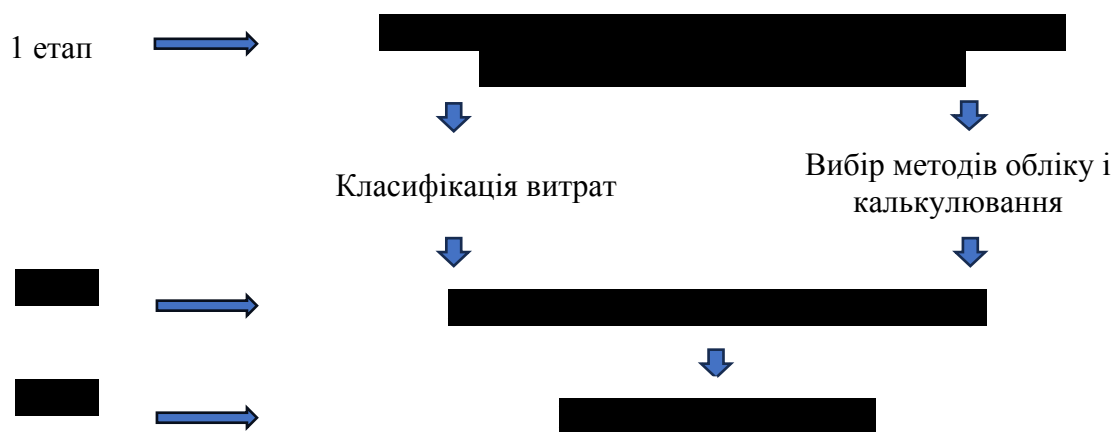 1 етап
Класифікація витрат
Вибір методів обліку і
калькулювання